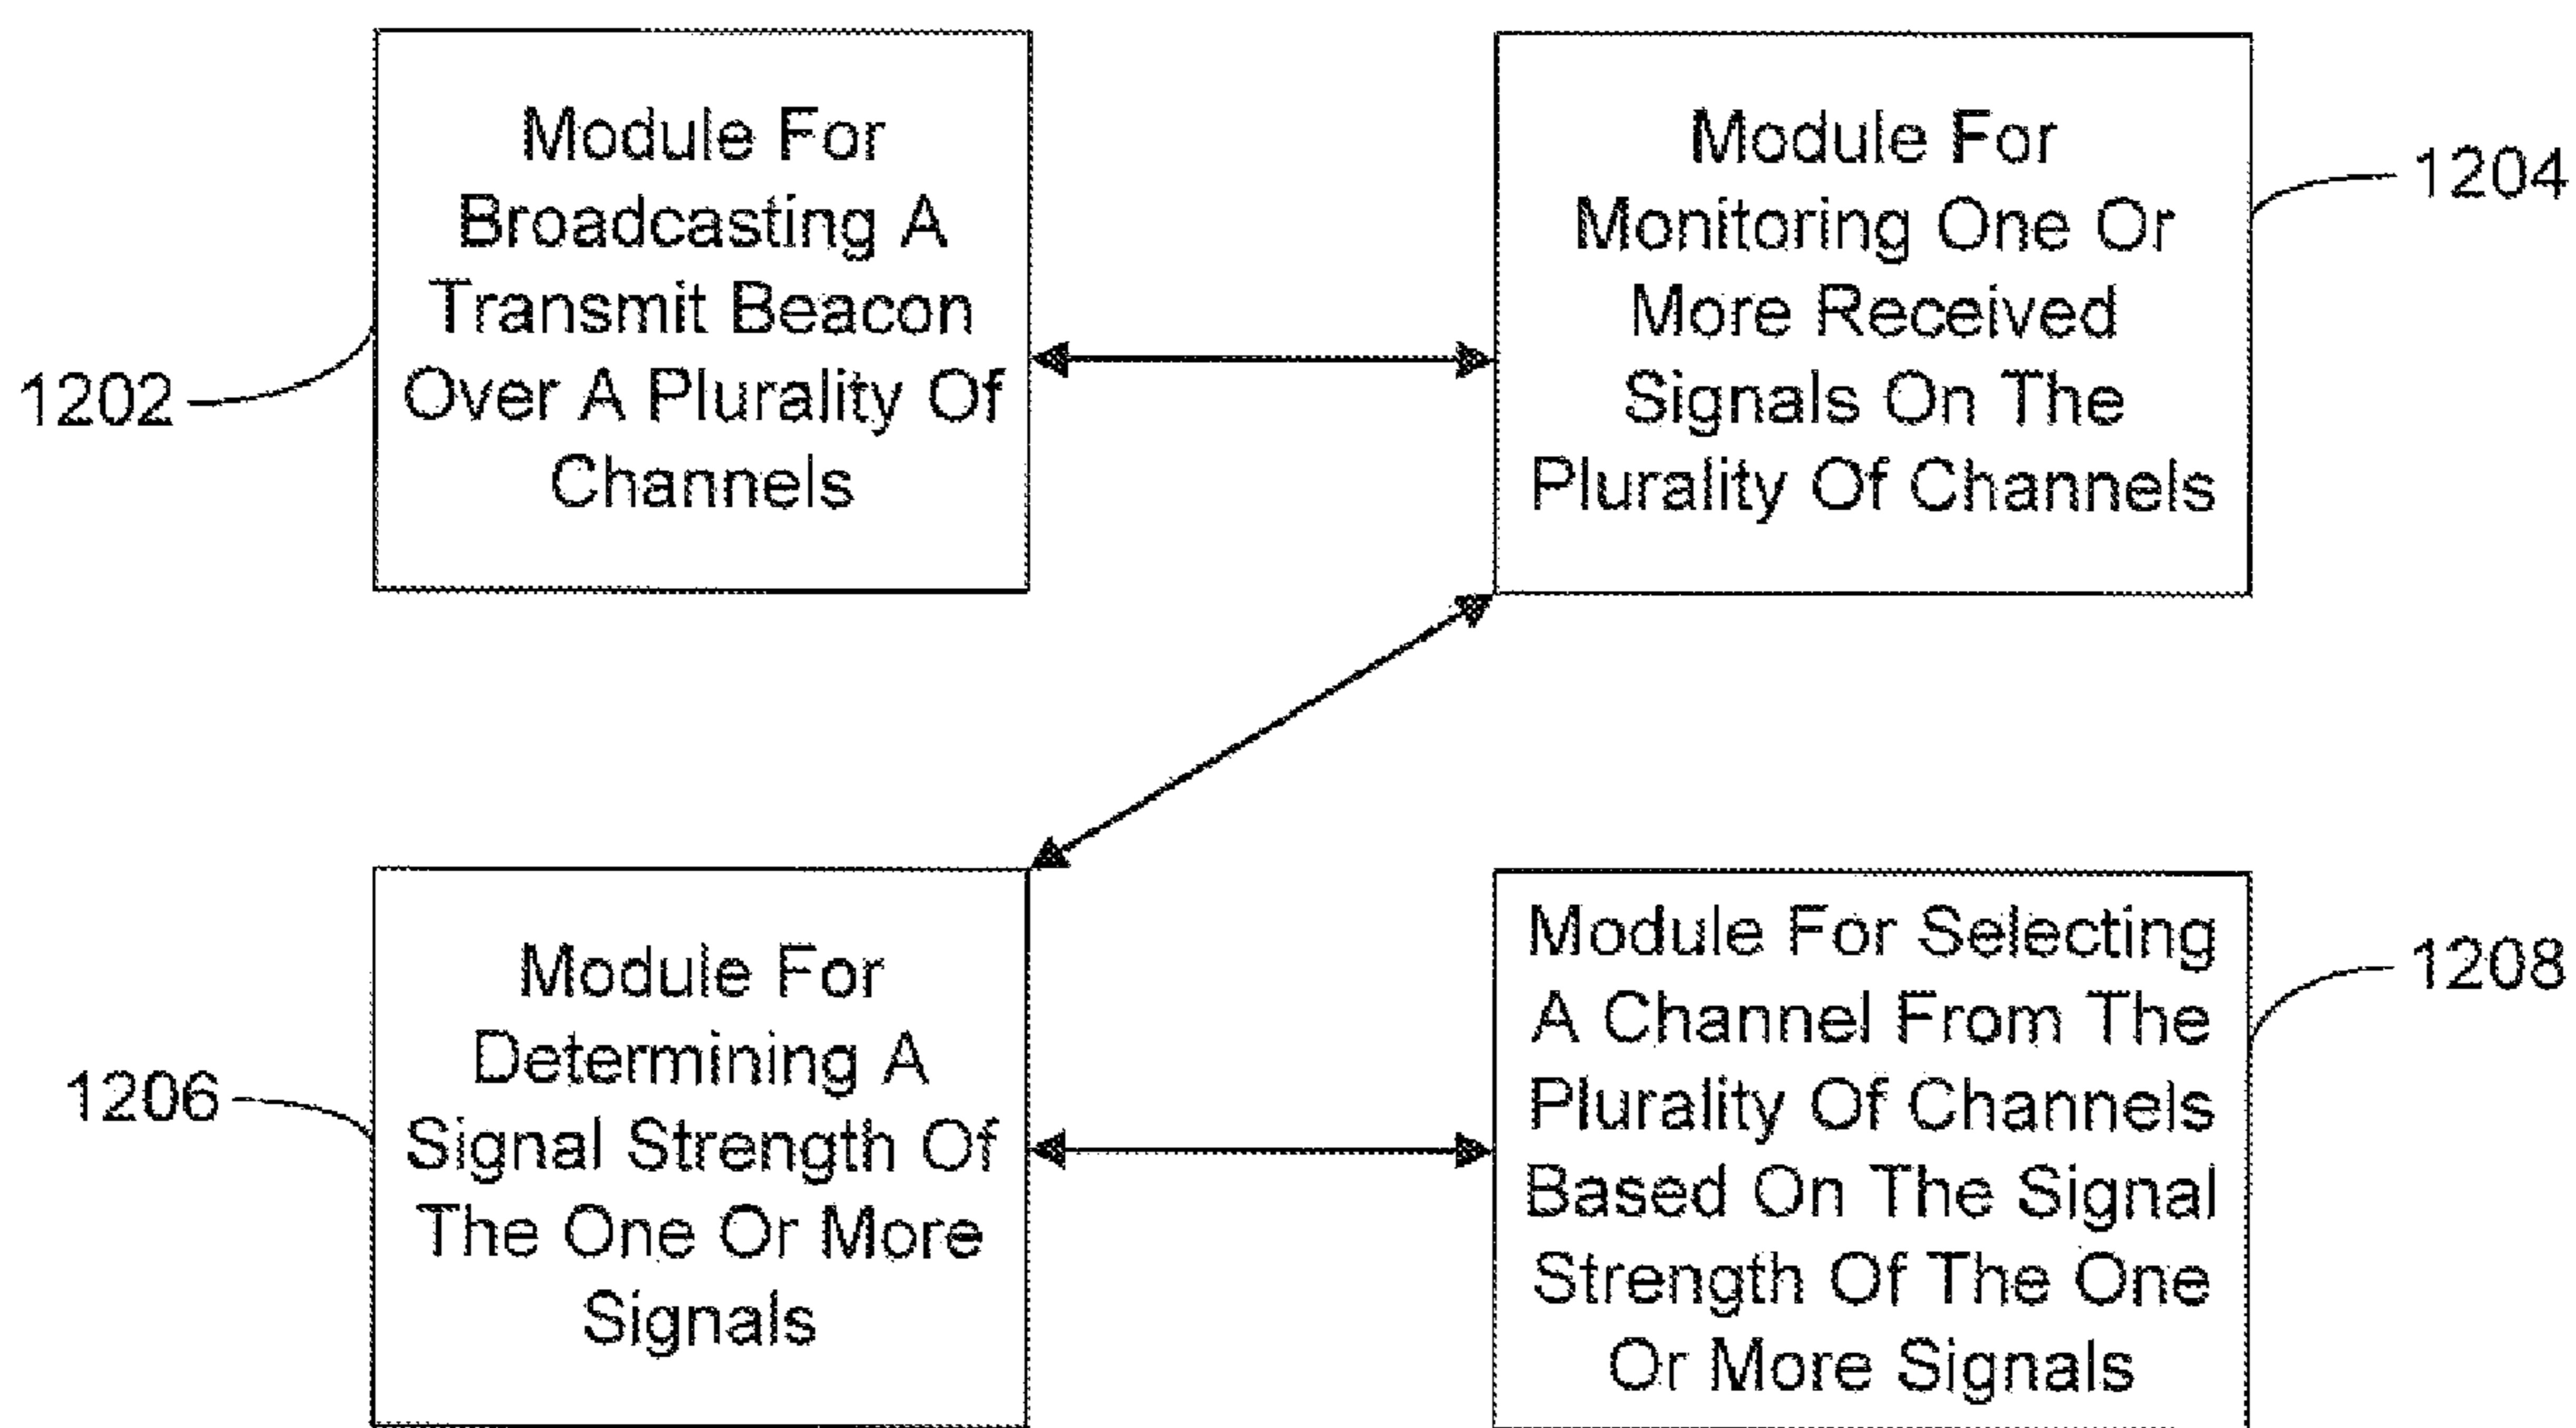 Module For
Broadcasting A
Transmit Beacon
Over A Plurality Of
Channels
1202
Module For
Monitoring One Or
More Received
Signals On The
Plurality Of Channels
1204
Module For
Determining A
Signal Strength Of
The One Or More
Signals
1206
Module For Selecting
A Channel From The
Plurality Of Channels
Based On The Signal
Strength Of The One
Or More Signals
1208